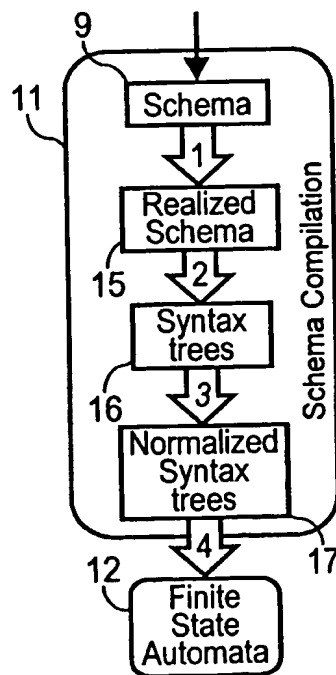 9
Schema
11
1
Realized
Schema
15
2
Syntax
trees
16
3
Normalized
Syntax
trees
17
4
12
Finite
State
Automata
Schema Compilation